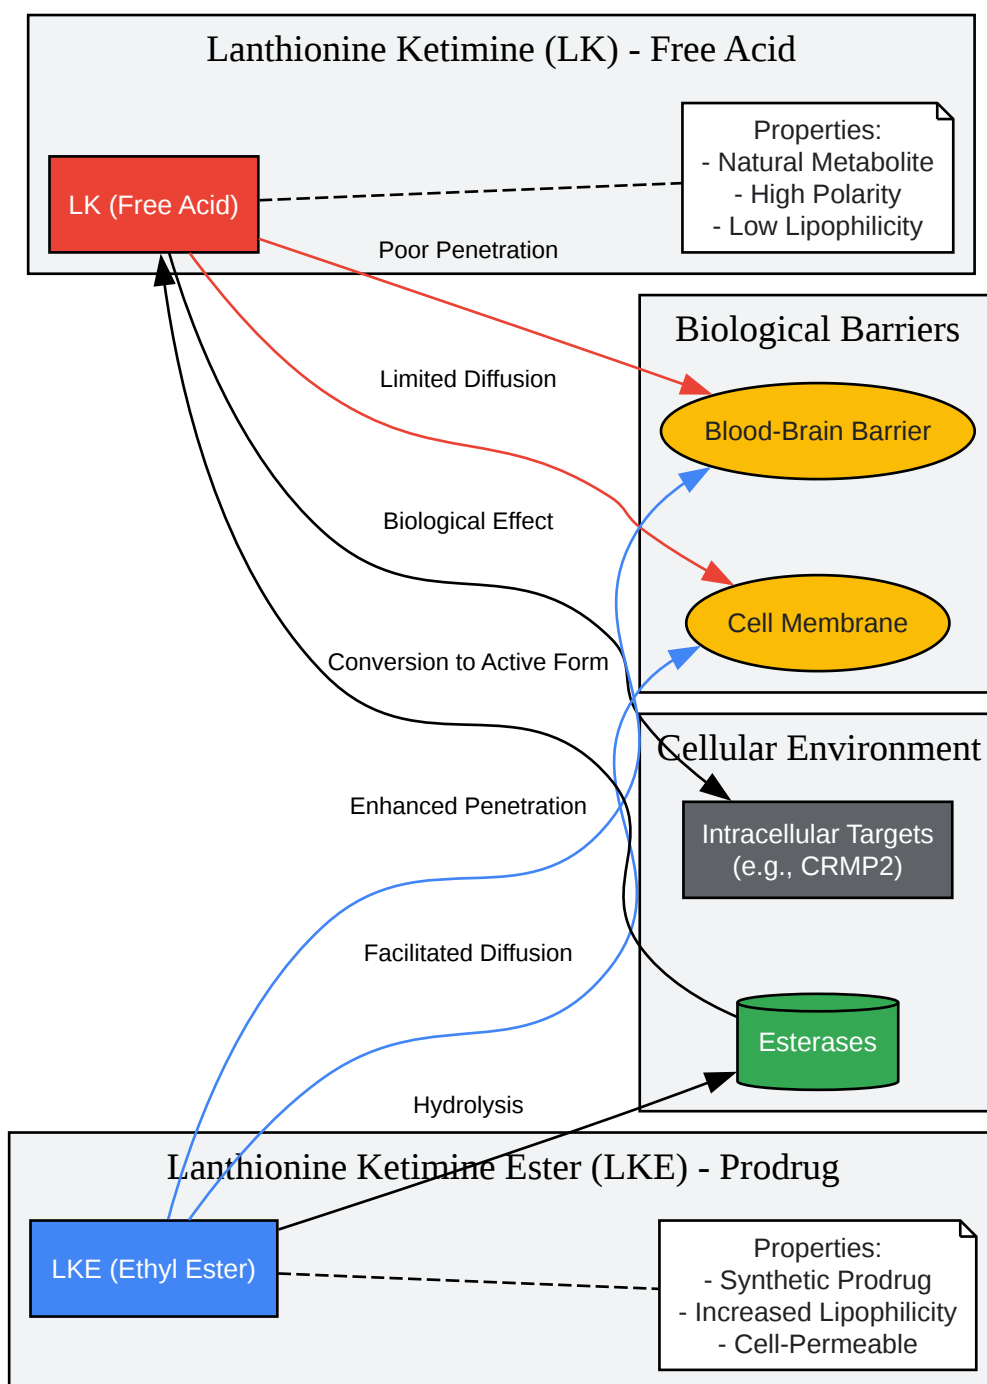 Lanthionine Ketimine (LK) - Free Acid
Properties:
- Natural Metabolite
- High Polarity
- Low Lipophilicity
LK (Free Acid)
Poor Penetration
Biological Barriers
Limited Diffusion
Blood-Brain Barrier
Biological Effect
Cell Membrane
Conversion to Active Form
Cellular Environment
Enhanced Penetration
Intracellular Targets
(e.g., CRMP2)
Facilitated Diffusion
Esterases
Hydrolysis
Lanthionine Ketimine Ester (LKE) - Prodrug
LKE (Ethyl Ester)
Properties:
- Synthetic Prodrug
- Increased Lipophilicity
- Cell-Permeable